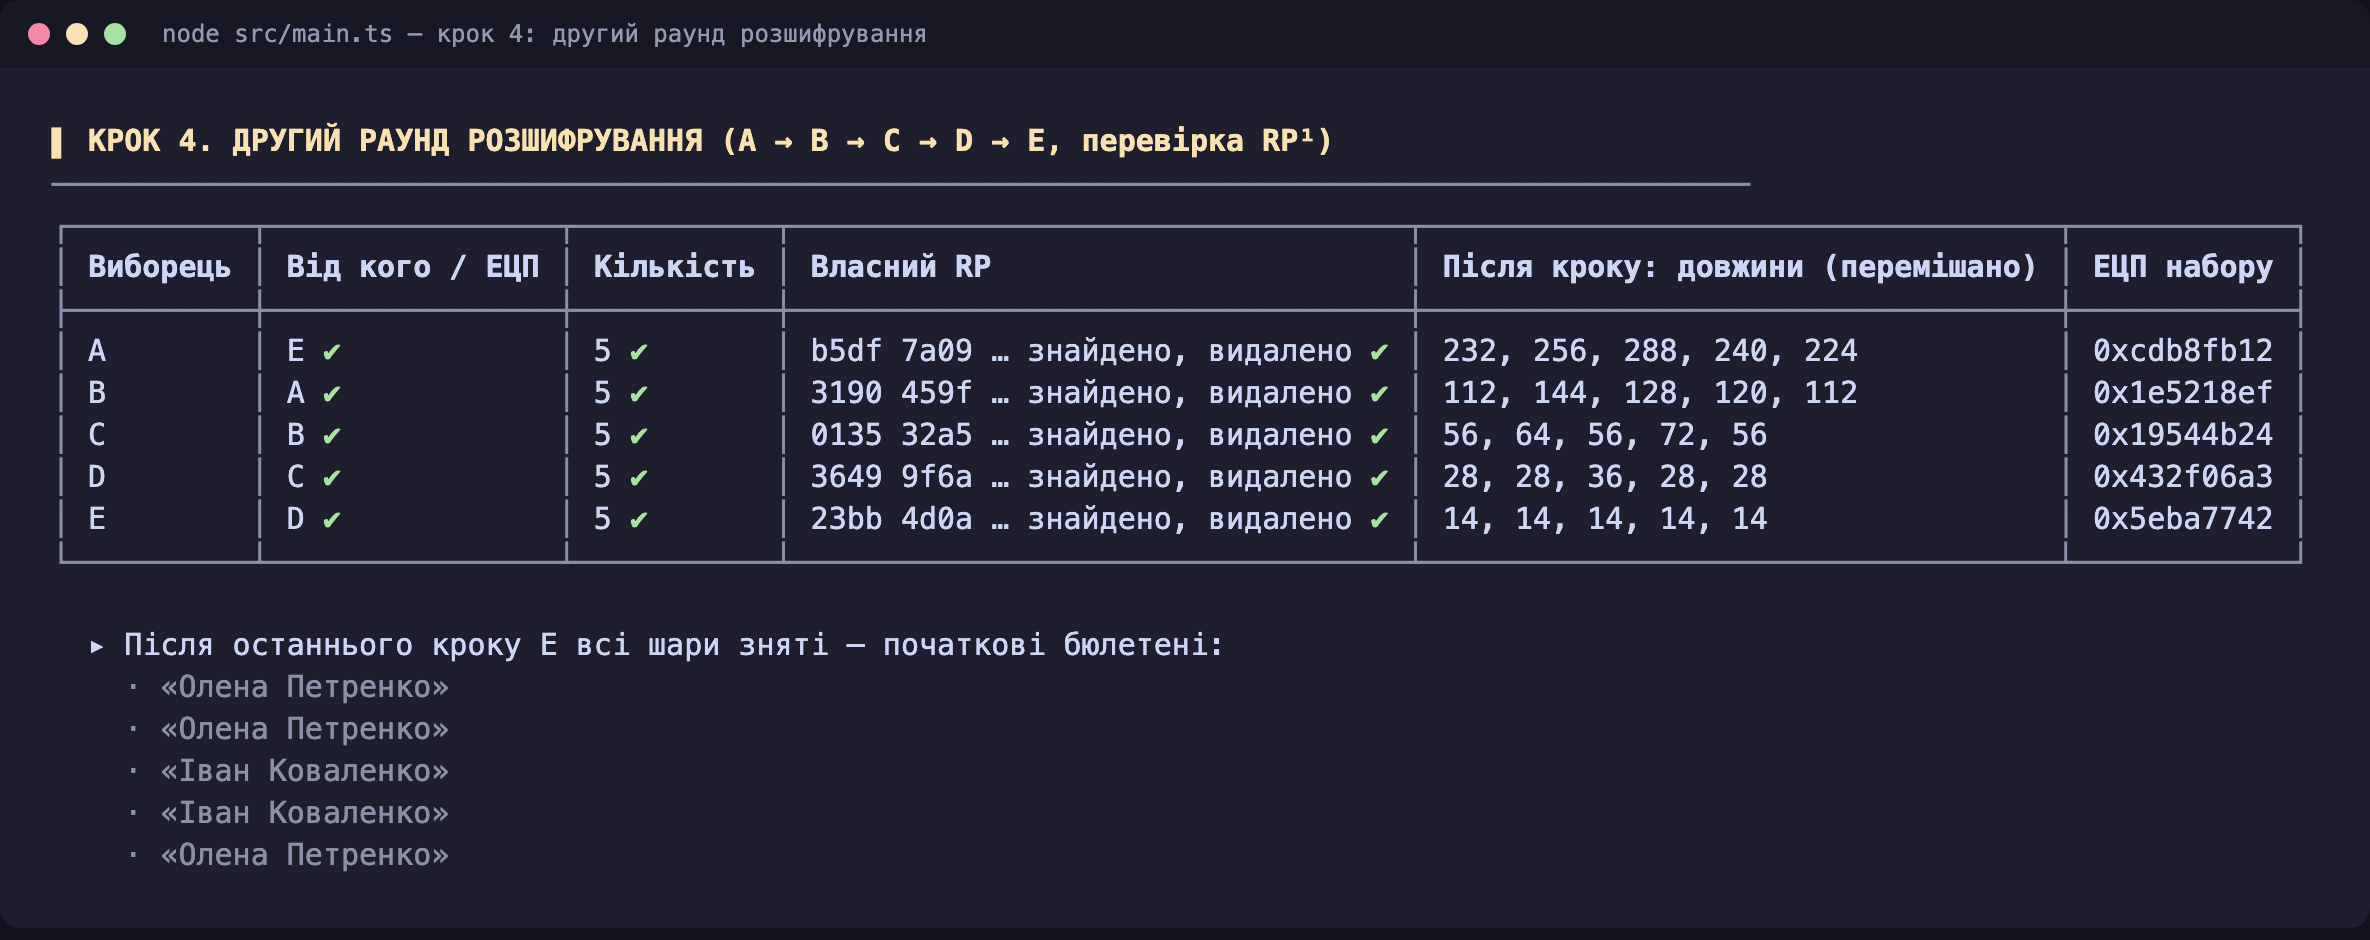 node src/main.ts — крок 4: другий раунд розшифрування
КРОК 4. ДРУГИЙ РАУНД РОЗШИФРУВАННЯ (A → B → C → D → E, перевірка RP¹)
Виборець | Від кого / ЕЦП | Кількість | Власний RP | Після кроку: довжини (перемішано) | ЕЦП набору
A | E ✔ | 5 ✔ | b5df 7a09 … знайдено, видалено ✔ | 232, 256, 288, 240, 224 | 0xcdb8fb12
B | A ✔ | 5 ✔ | 3190 459f … знайдено, видалено ✔ | 112, 144, 128, 120, 112 | 0x1e5218ef
C | B ✔ | 5 ✔ | 0135 32a5 … знайдено, видалено ✔ | 56, 64, 56, 72, 56 | 0x19544b24
D | C ✔ | 5 ✔ | 3649 9f6a … знайдено, видалено ✔ | 28, 28, 36, 28, 28 | 0x432f06a3
E | D ✔ | 5 ✔ | 23bb 4d0a … знайдено, видалено ✔ | 14, 14, 14, 14, 14 | 0x5eba7742
▸ Після останнього кроку E всі шари зняті — початкові бюлетені:
· «Олена Петренко»
· «Олена Петренко»
· «Іван Коваленко»
· «Іван Коваленко»
· «Олена Петренко»